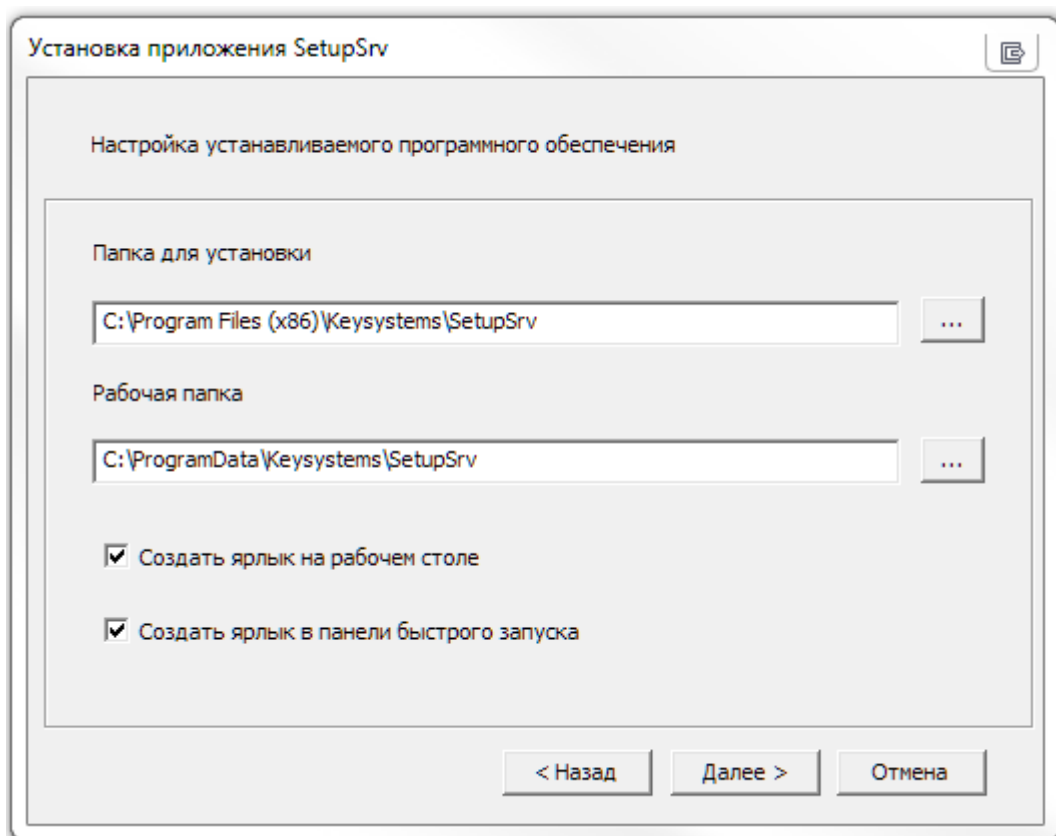 Установка приложения SetupSrv
Настройка устанавливаемого программного обеспечения
Папка для установки
C:\Program Files (x86)\Keysystems\SetupSrv
...
Рабочая папка
C:\ProgramData\Keysystems\SetupSrv
...
Создать ярлык на рабочем столе
Создать ярлык в панели быстрого запуска
< Назад
Далее >
Отмена